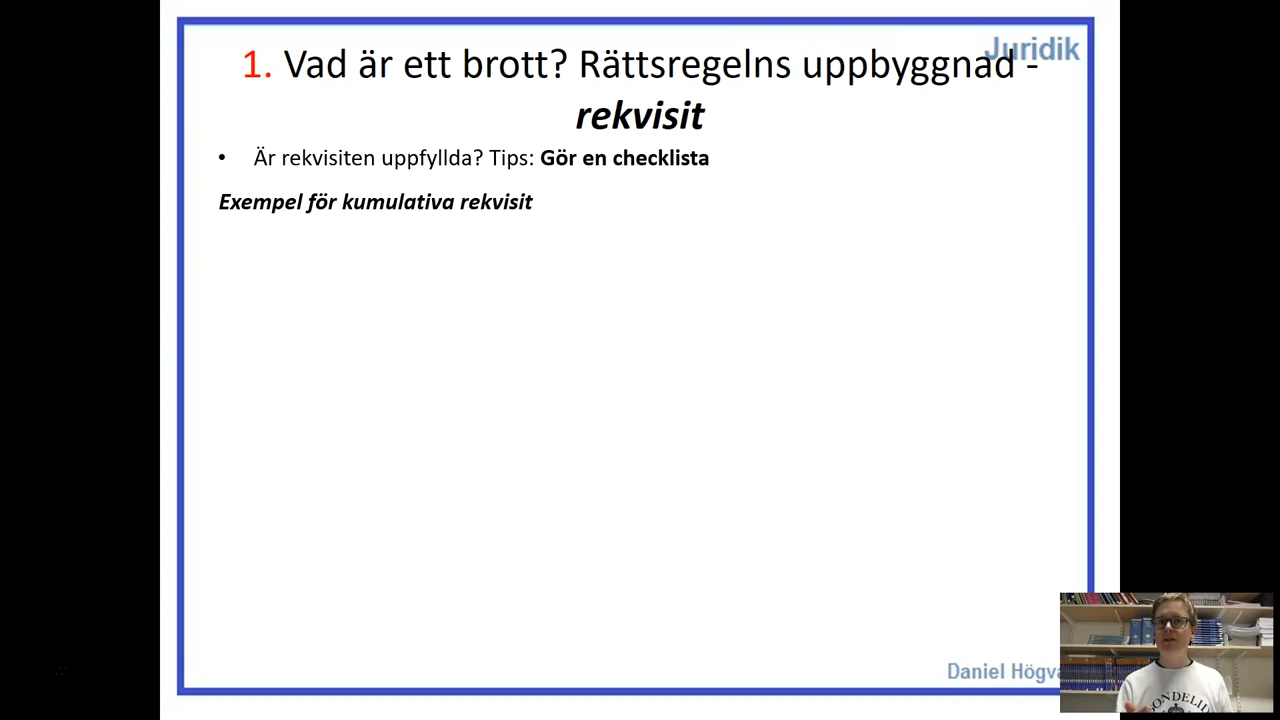 Juridik
1. Vad är ett brott? Rättsregelns uppbyggnad -
rekvisit
• Är rekvisiten uppfyllda? Tips: Gör en checklista
Exempel för kumulativa rekvisit
Daniel